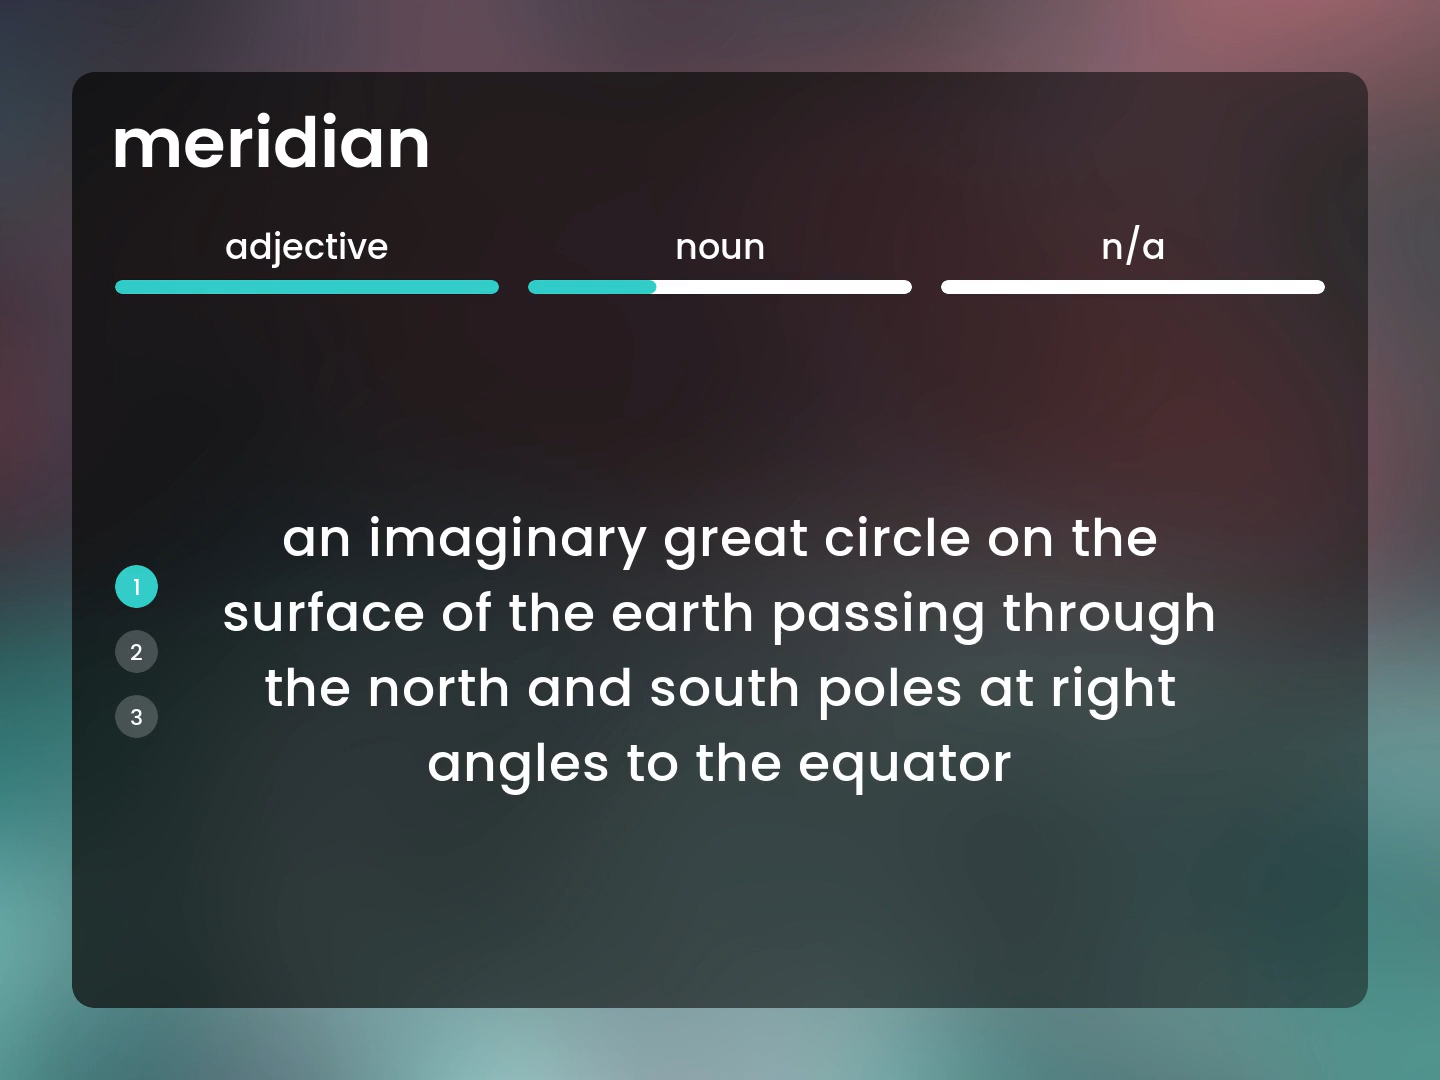 meridian
adjective
noun
n/a
an imaginary great circle on the
surface of the earth passing through
the north and south poles at right
angles to the equator
1
2
3